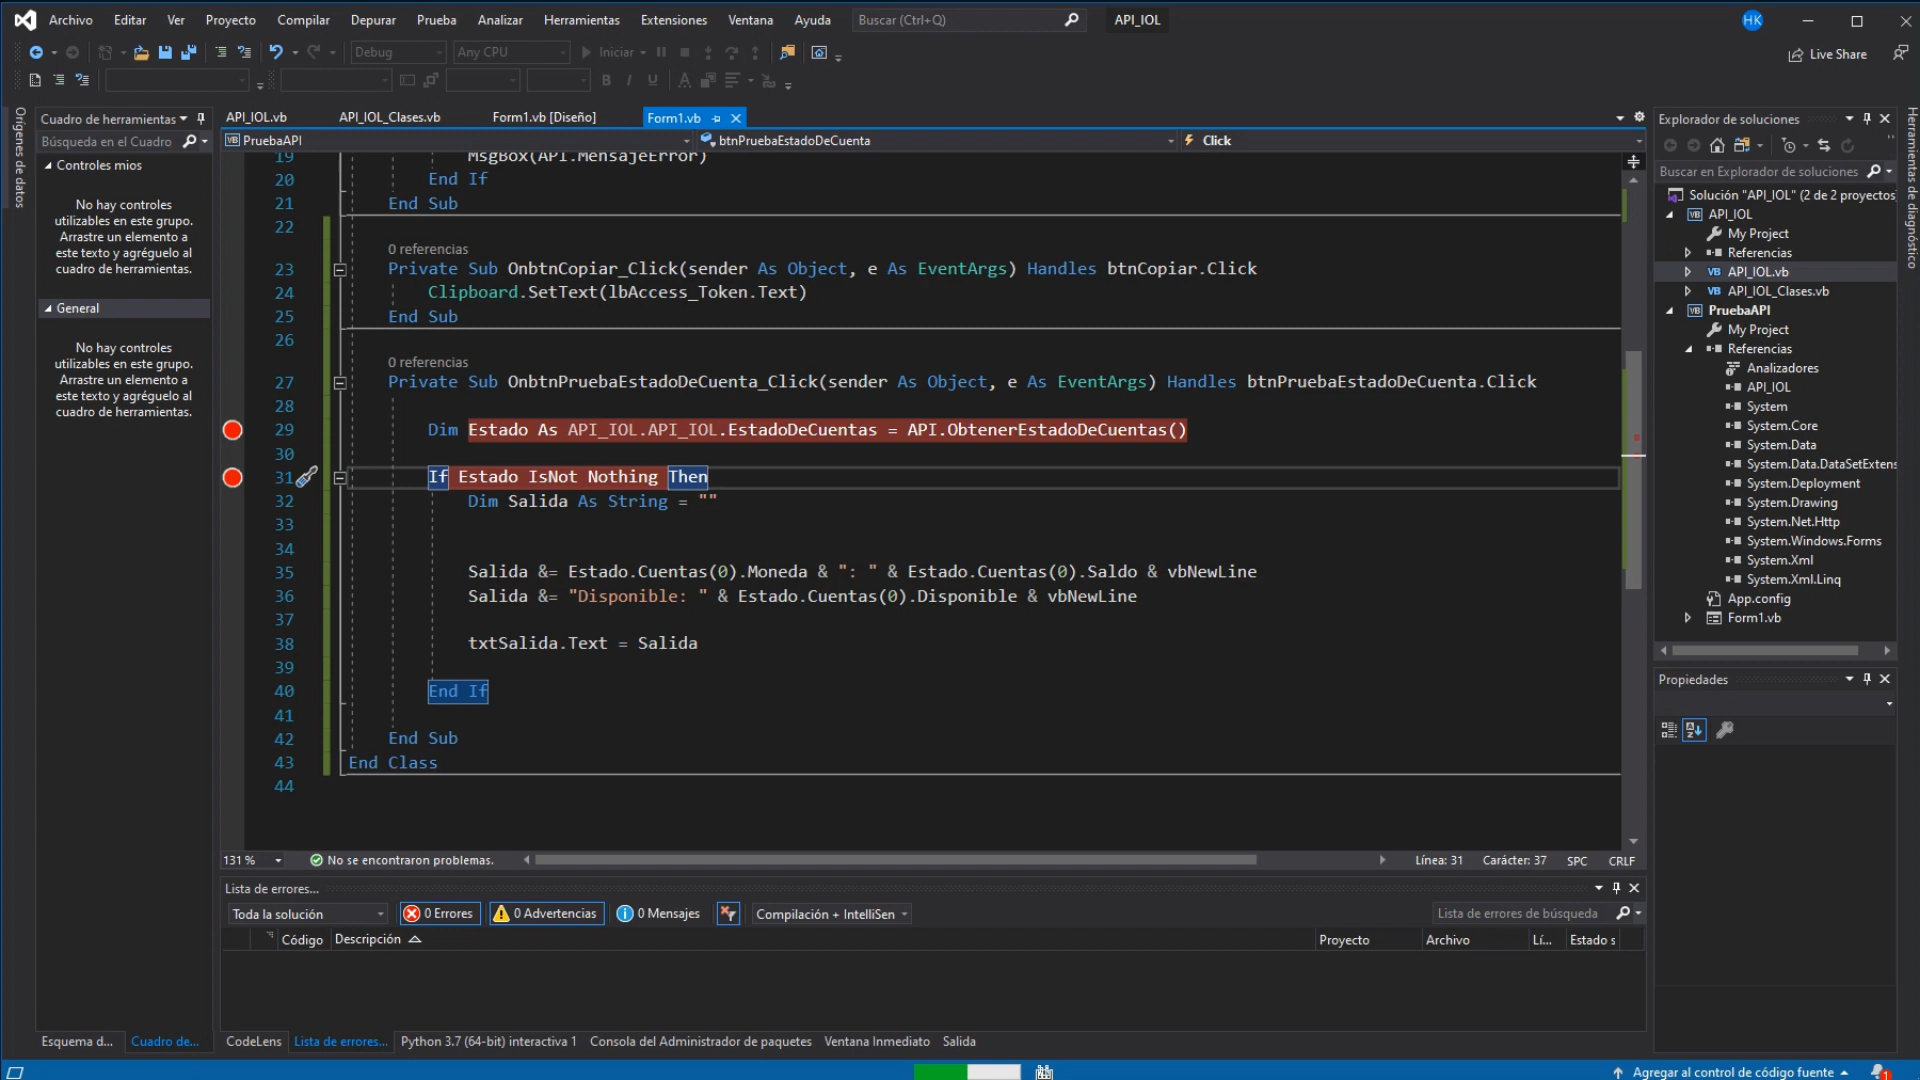 Archivo Editar Ver Proyecto Compilar Depurar Prueba Analizar Herramientas Extensiones Ventana Ayuda Buscar (Ctrl+Q) API_IOL HK
Debug Any CPU Iniciar Live Share
Orígenes de datos
Cuadro de herramientas
Búsqueda en el Cuadro
Controles mios
No hay controles
utilizables en este grupo.
Arrastre un elemento a
este texto y agréguelo al
cuadro de herramientas.
General
No hay controles
utilizables en este grupo.
Arrastre un elemento a
este texto y agréguelo al
cuadro de herramientas.
Esquema d... Cuadro de...
API_IOL.vb API_IOL_Clases.vb Form1.vb [Diseño] Form1.vb
PruebaAPI btnPruebaEstadoDeCuenta Click
19 MsgBox(API.MensajeError)
20 End If
21 End Sub
22
0 referencias
23 Private Sub OnbtnCopiar_Click(sender As Object, e As EventArgs) Handles btnCopiar.Click
24 Clipboard.SetText(lbAccess_Token.Text)
25 End Sub
26
0 referencias
27 Private Sub OnbtnPruebaEstadoDeCuenta_Click(sender As Object, e As EventArgs) Handles btnPruebaEstadoDeCuenta.Click
28
29 Dim Estado As API_IOL.API_IOL.EstadoDeCuentas = API.ObtenerEstadoDeCuentas()
30
31 If Estado IsNot Nothing Then
32 Dim Salida As String = ""
33
34
35 Salida &= Estado.Cuentas(0).Moneda & ": " & Estado.Cuentas(0).Saldo & vbNewLine
36 Salida &= "Disponible: " & Estado.Cuentas(0).Disponible & vbNewLine
37
38 txtSalida.Text = Salida
39
40 End If
41
42 End Sub
43 End Class
44
131 % No se encontraron problemas. Línea: 31 Carácter: 37 SPC CRLF
Lista de errores...
Toda la solución 0 Errores 0 Advertencias 0 Mensajes Compilación + IntelliSen Lista de errores de búsqueda
Código Descripción Proyecto Archivo Lí... Estado s
CodeLens Lista de errores... Python 3.7 (64-bit) interactiva 1 Consola del Administrador de paquetes Ventana Inmediato Salida
Explorador de soluciones
Buscar en Explorador de soluciones
Solución "API_IOL" (2 de 2 proyectos
API_IOL
My Project
Referencias
API_IOL.vb
API_IOL_Clases.vb
PruebaAPI
My Project
Referencias
Analizadores
API_IOL
System
System.Core
System.Data
System.Data.DataSetExtens
System.Deployment
System.Drawing
System.Net.Http
System.Windows.Forms
System.Xml
System.Xml.Linq
App.config
Form1.vb
Propiedades
Herramientas de diagnóstico
Agregar al control de código fuente 1